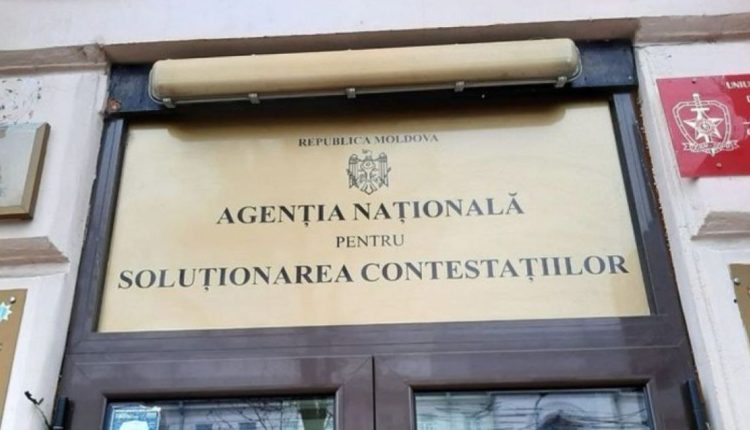 REPUBLICA MOLDOVA
AGENȚIA NAȚIONALĂ
PENTRU
SOLUȚIONAREA CONTESTAȚIILOR